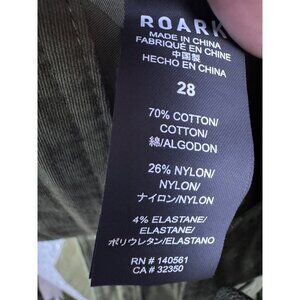 ROARK
MADE IN CHINA
FABRIQUÉ EN CHINE
中国製
HECHO EN CHINA
28
70% COTTON/
COTTON/
綿/ALGODON
26% NYLON/
NYLON/
ナイロン/NYLON
4% ELASTANE/
ELASTANE/
ポリウレタン/ELASTANO
RN # 140561
CA # 32350